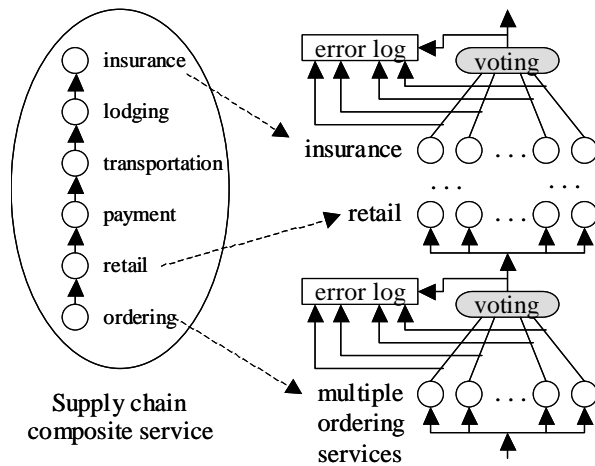 insurance
lodging
transportation
payment
retail
ordering
Supply chain
composite service
error log
voting
insurance
...
...
...
retail
...
error log
voting
multiple
ordering
services
...